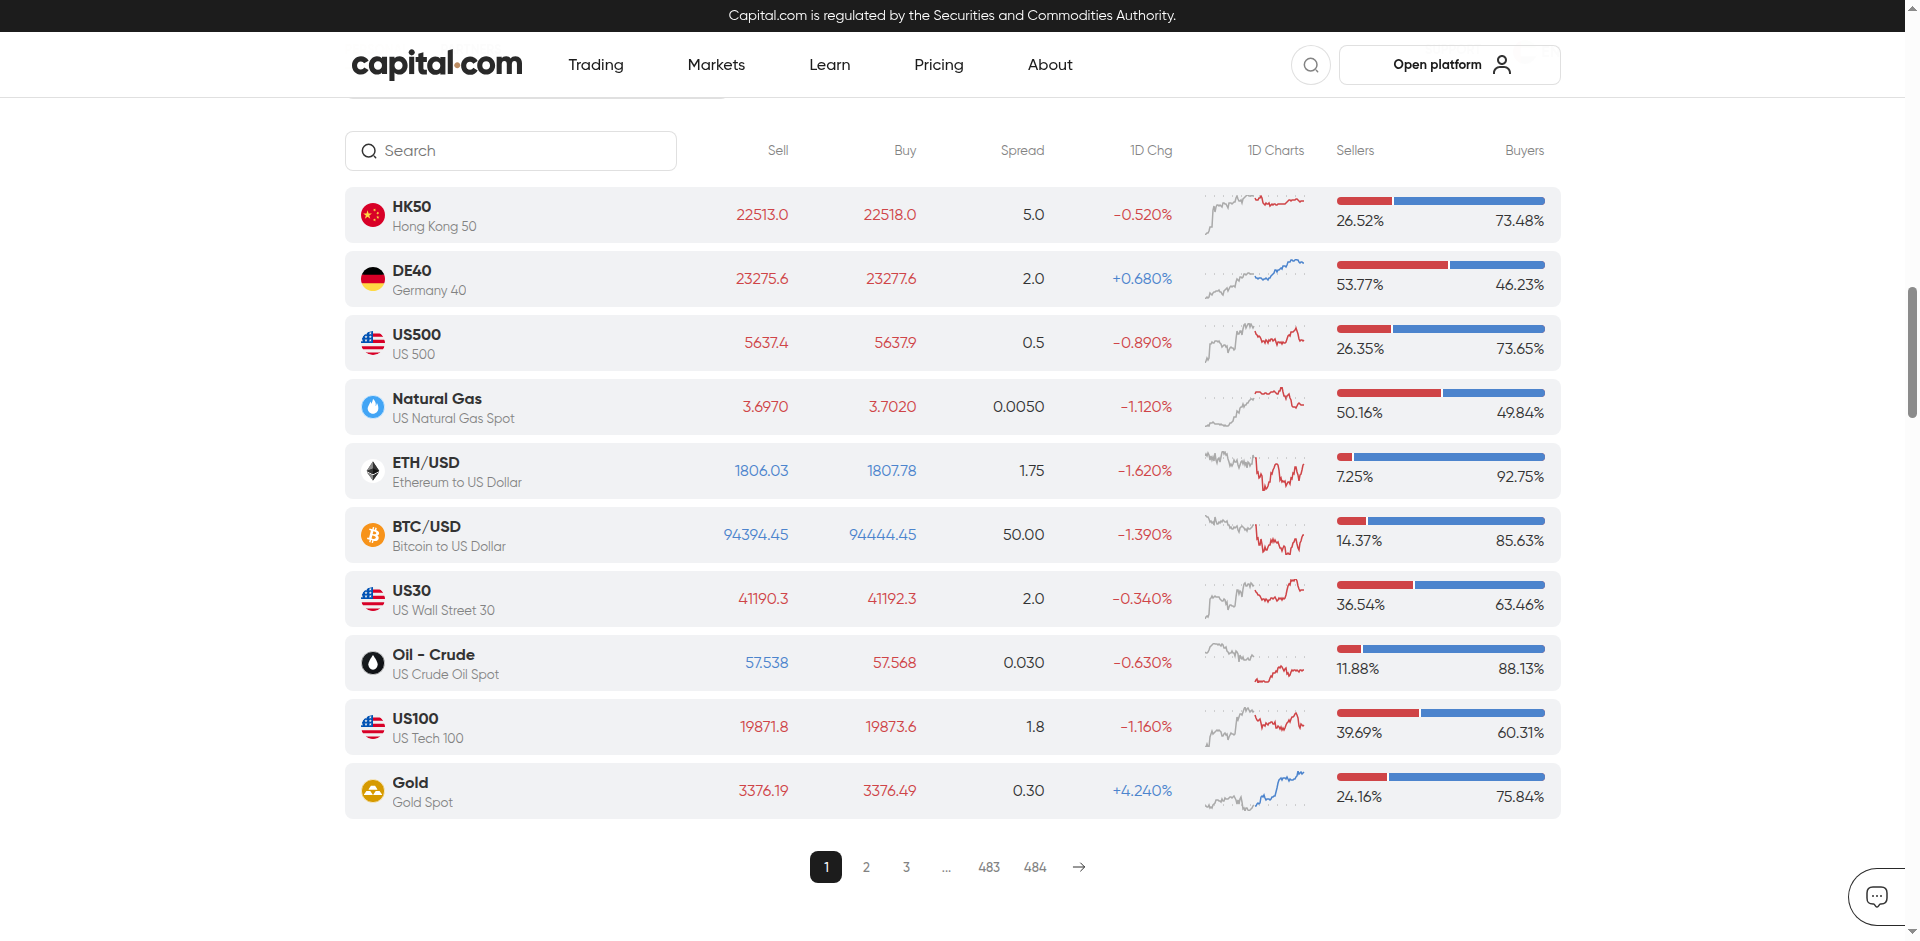 Capital.com is regulated by the Securities and Commodities Authority.
capital.com Trading Markets Learn Pricing About Open platform
Search Sell Buy Spread 1D Chg 1D Charts Sellers Buyers
HK50
Hong Kong 50
22513.0 22518.0 5.0 -0.520% 26.52% 73.48%
DE40
Germany 40
23275.6 23277.6 2.0 +0.680% 53.77% 46.23%
US500
US 500
5637.4 5637.9 0.5 -0.890% 26.35% 73.65%
Natural Gas
US Natural Gas Spot
3.6970 3.7020 0.0050 -1.120% 50.16% 49.84%
ETH/USD
Ethereum to US Dollar
1806.03 1807.78 1.75 -1.620% 7.25% 92.75%
BTC/USD
Bitcoin to US Dollar
94394.45 94444.45 50.00 -1.390% 14.37% 85.63%
US30
US Wall Street 30
41190.3 41192.3 2.0 -0.340% 36.54% 63.46%
Oil - Crude
US Crude Oil Spot
57.538 57.568 0.030 -0.630% 11.88% 88.13%
US100
US Tech 100
19871.8 19873.6 1.8 -1.160% 39.69% 60.31%
Gold
Gold Spot
3376.19 3376.49 0.30 +4.240% 24.16% 75.84%
1 2 3 ... 483 484